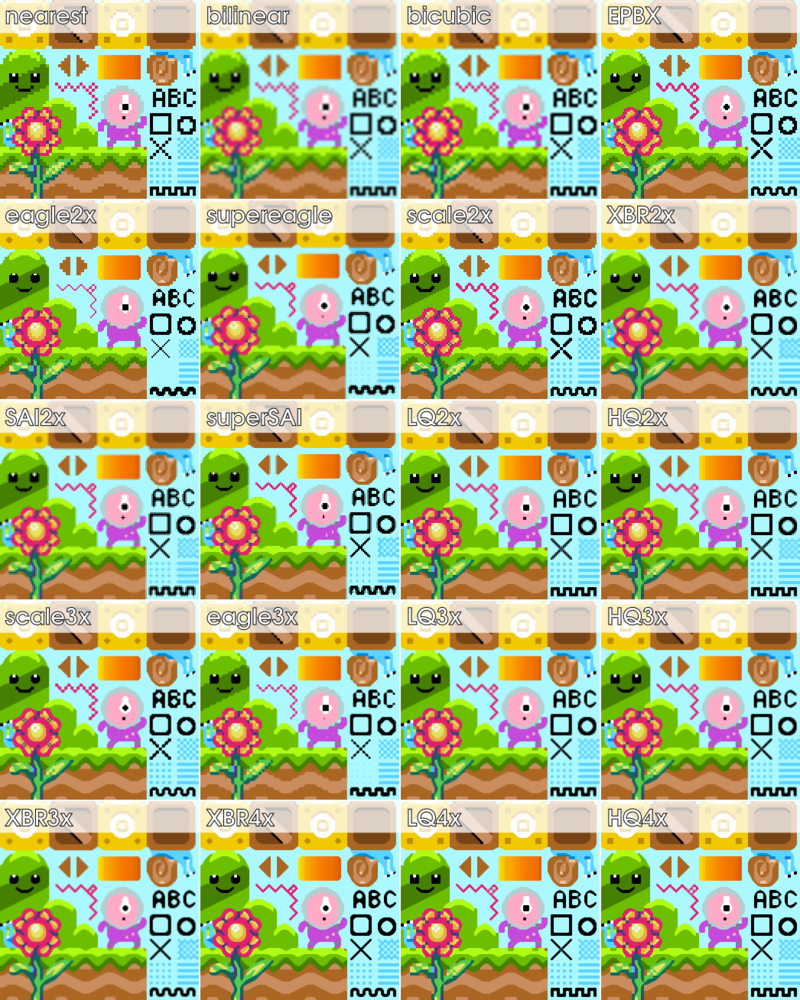 nearest bilinear bicubic EPBX
ABC ABC ABC ABC
eagle2x supereagle scale2x XBR2x
ABC ABC ABC ABC
SAI2x superSAI LQ2x HQ2x
ABC ABC ABC ABC
scale3x eagle3x LQ3x HQ3x
ABC ABC ABC ABC
XBR3x XBR4x LQ4x HQ4x
ABC ABC ABC ABC